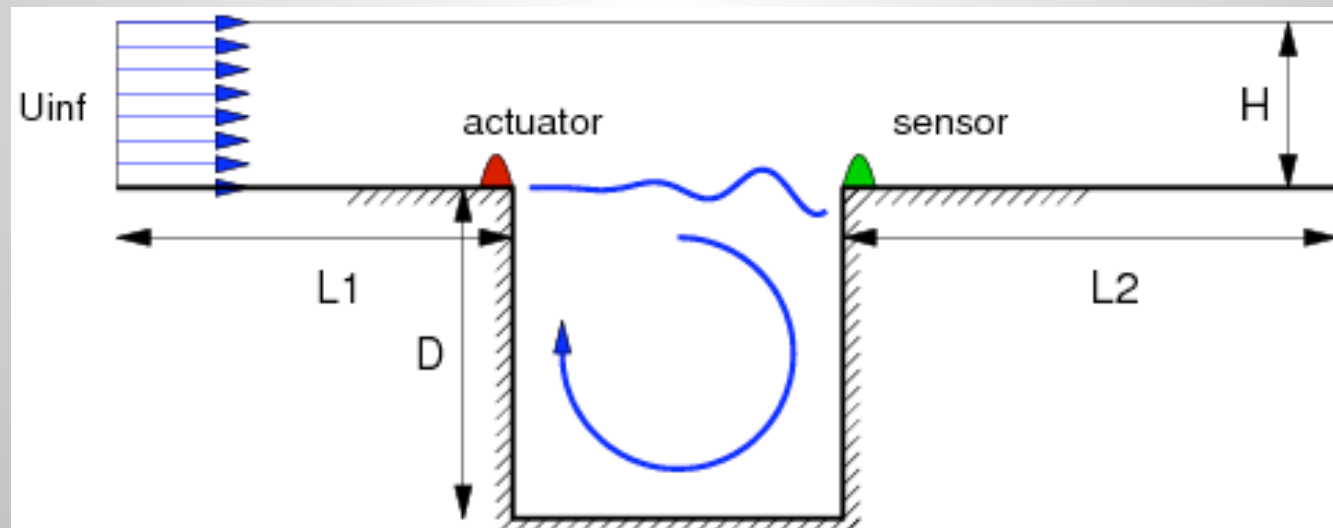 Uinf
actuator
sensor
H
L1
L2
D